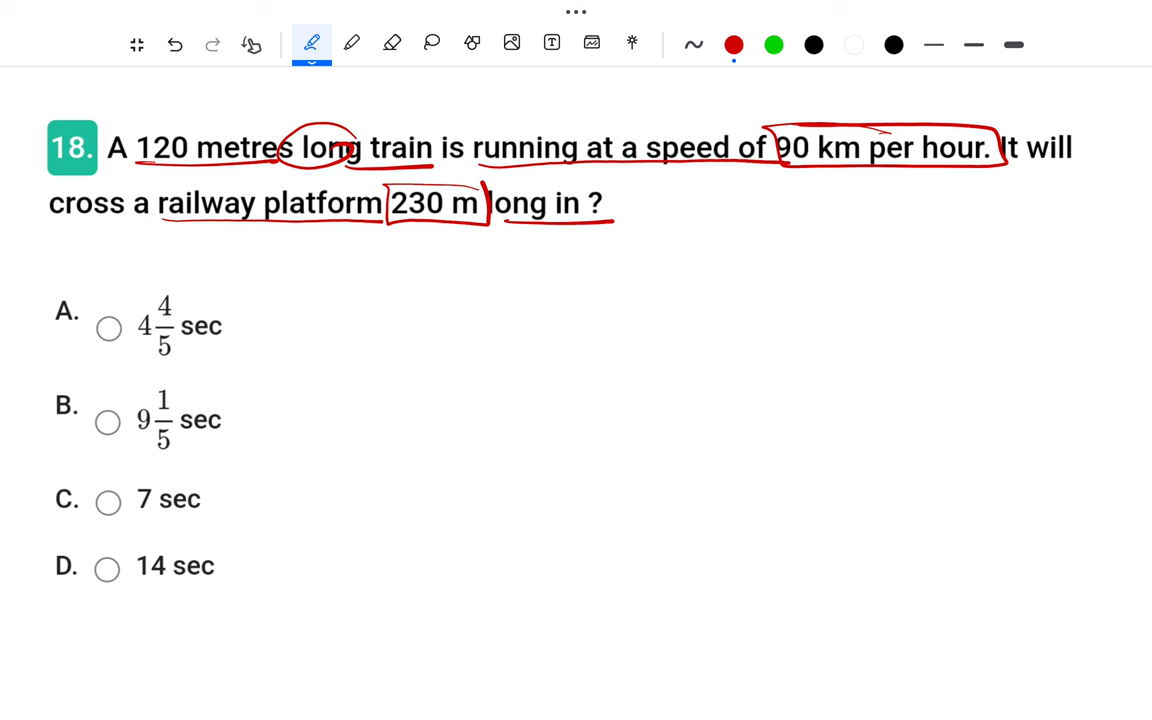 18. A 120 metres long train is running at a speed of 90 km per hour. It will
cross a railway platform 230 m long in ?
A. 4 4/5 sec
B. 9 1/5 sec
C. 7 sec
D. 14 sec